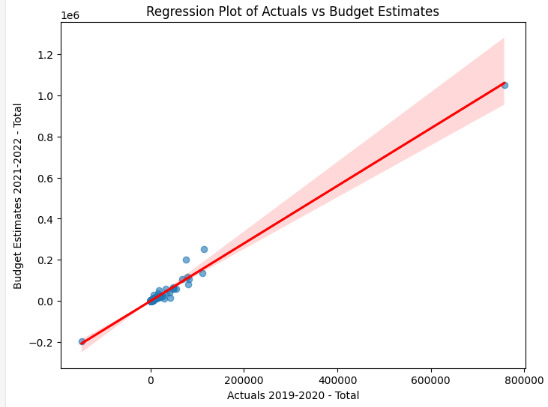 Regression Plot of Actuals vs Budget Estimates
1e6
1.2
1.0
0.8
0.6
0.4
0.2
0.0
−0.2
Budget Estimates 2021-2022 - Total
0 200000 400000 600000 800000
Actuals 2019-2020 - Total